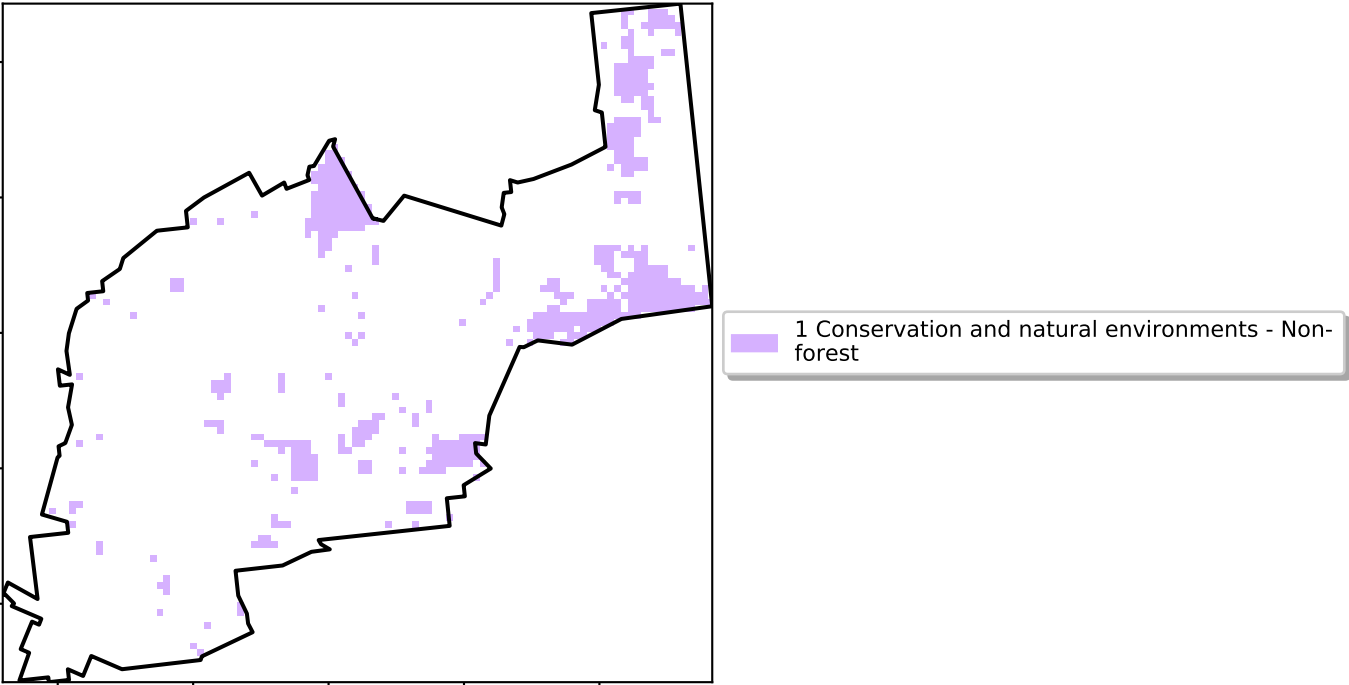 1 Conservation and natural environments - Non-
forest